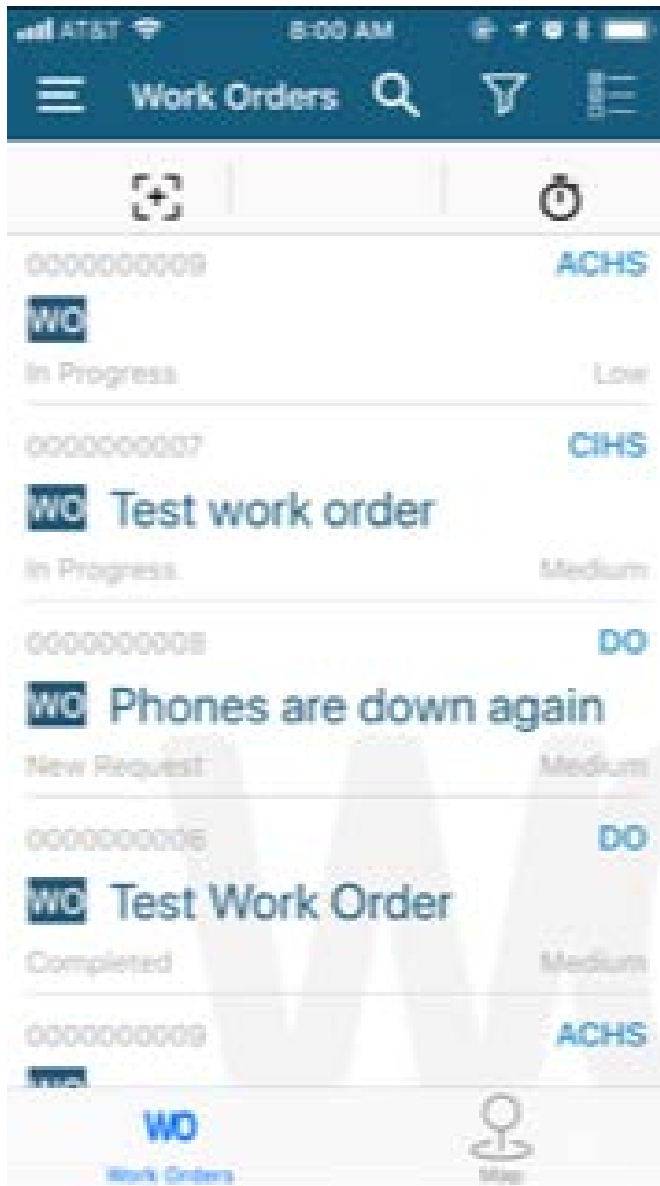 AT&T 8:00 AM
Work Orders
0000000009 ACHS
WO
In Progress Low
0000000007 CIHS
WO Test work order
In Progress Medium
DO
WO Phones are down again
New Request Medium
DO
WO Test Work Order
Completed Medium
0000000009 ACHS
WO
WO
Work Orders Map